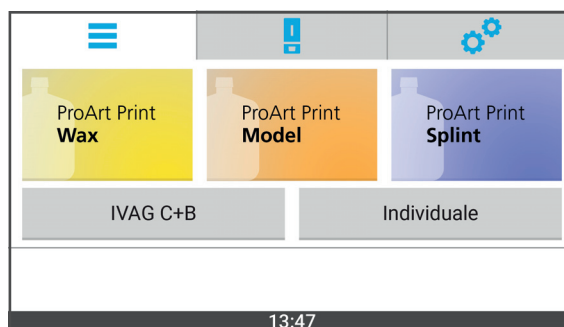 ProArt Print
Wax
ProArt Print
Model
ProArt Print
Splint
IVAG C+B
Individuale
13:47